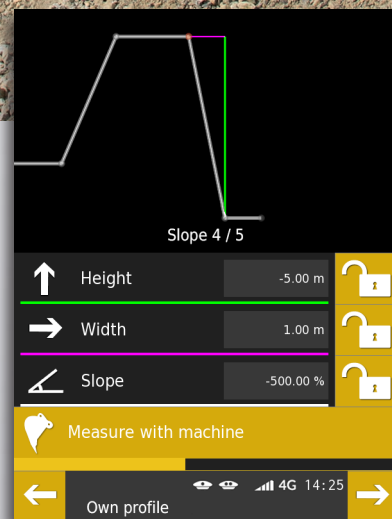 Slope 4 / 5
Height -5.00 m
Width 1.00 m
Slope -500.00 %
Measure with machine
4G 14:25
Own profile